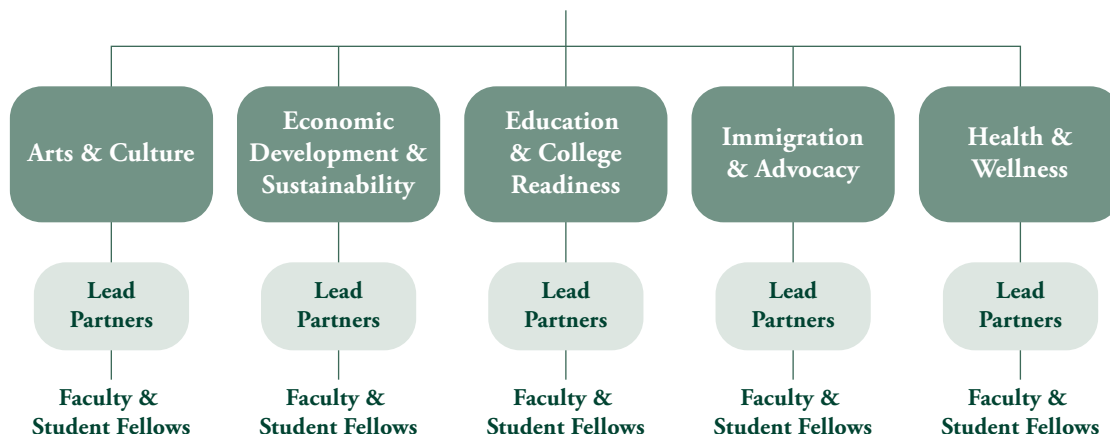 Arts & Culture
Economic
Development &
Sustainability
Education
& College
Readiness
Immigration
& Advocacy
Health &
Wellness
Lead
Partners
Lead
Partners
Lead
Partners
Lead
Partners
Lead
Partners
Faculty &
Student Fellows
Faculty &
Student Fellows
Faculty &
Student Fellows
Faculty &
Student Fellows
Faculty &
Student Fellows